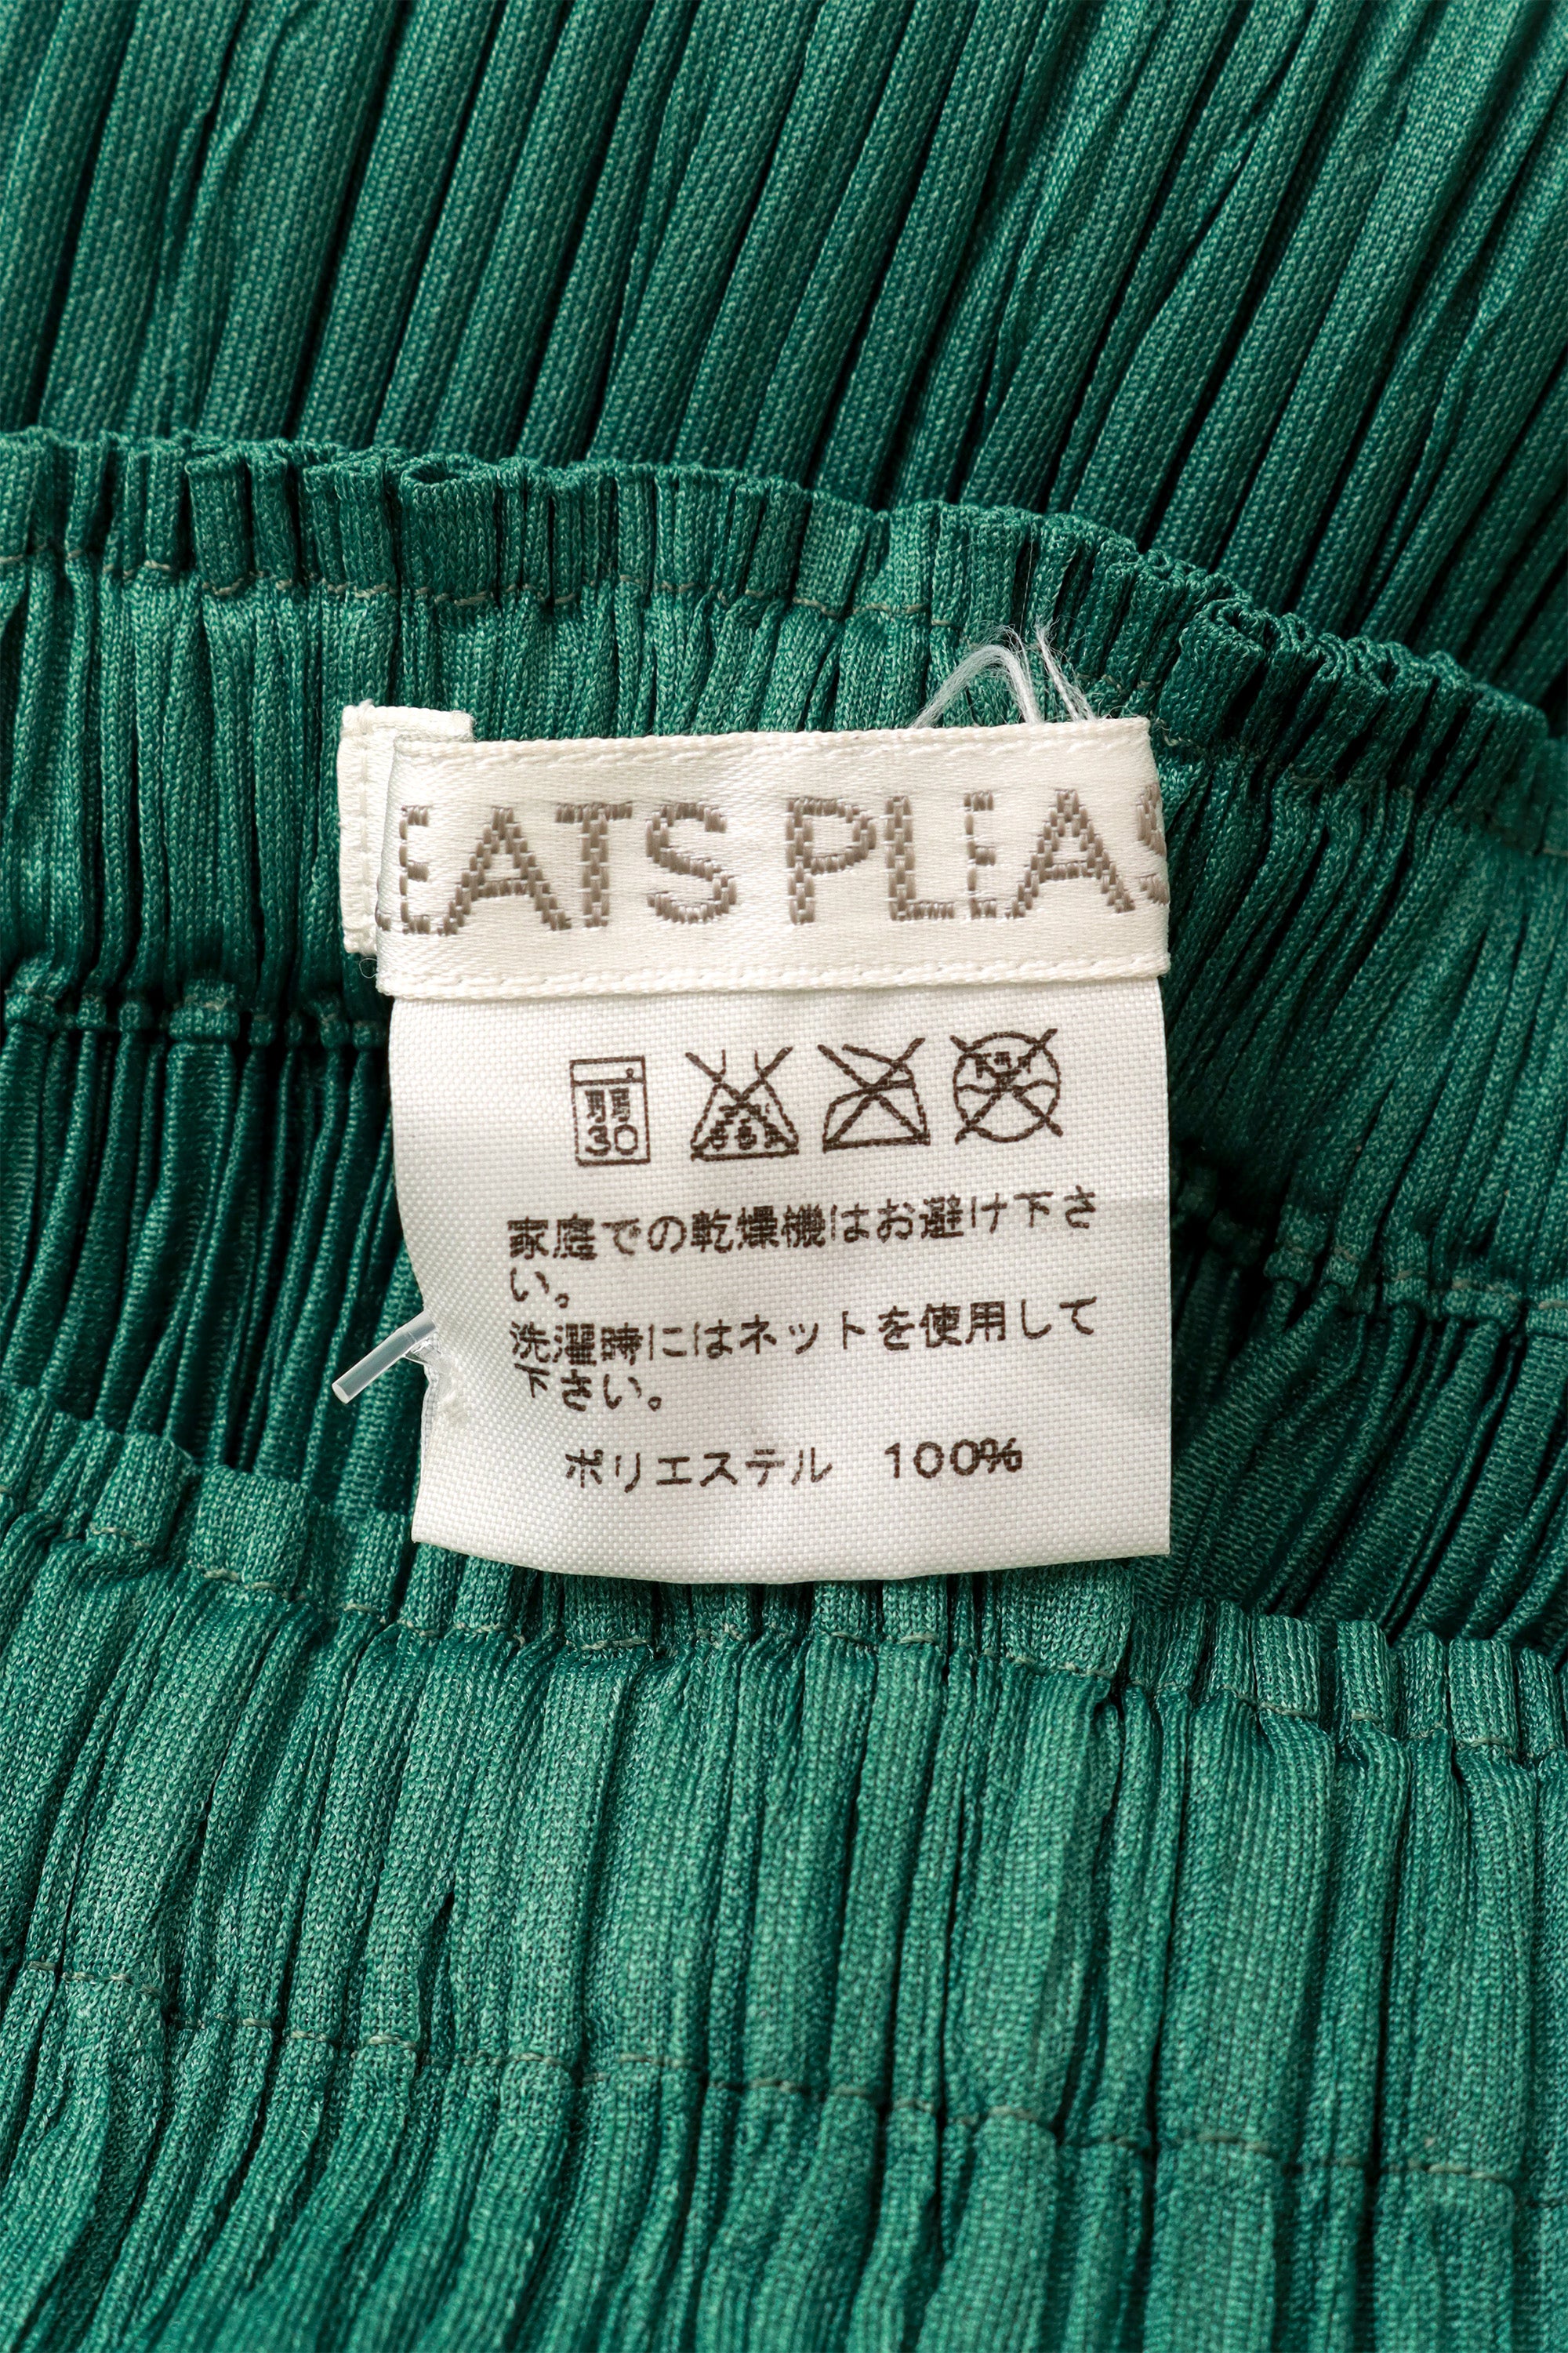 LEATS PLEAS
弱
30
家庭での乾燥機はお避け下さ
い。
洗濯時にはネットを使用して
下さい。
ポリエステル 100%